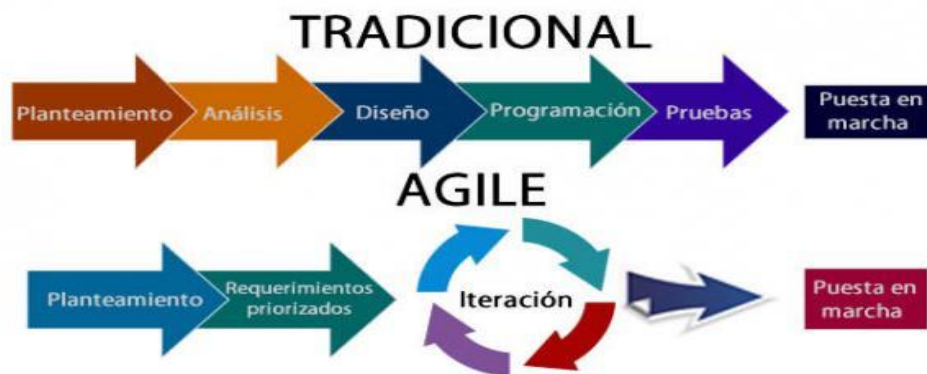 TRADICIONAL
Planteamiento
Análisis
Diseño
Programación
Pruebas
Puesta en
marcha
AGILE
Planteamiento
Requerimientos
priorizados
Iteración
Puesta en
marcha